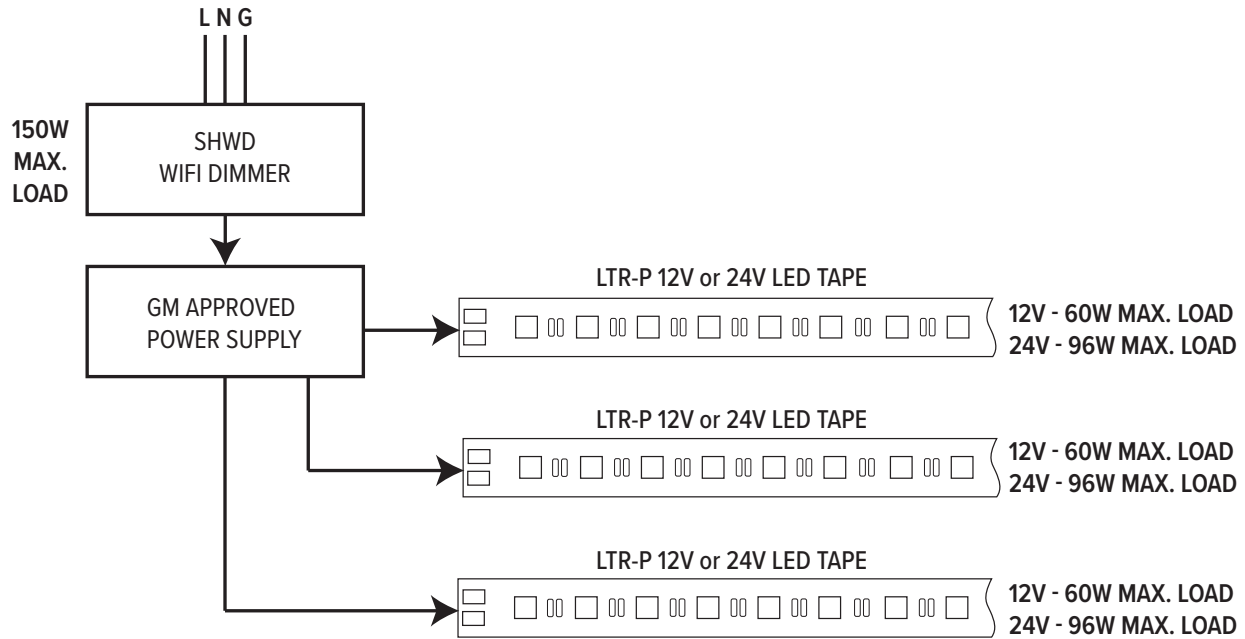 L N G
150W
MAX.
LOAD
SHWD
WIFI DIMMER
GM APPROVED
POWER SUPPLY
LTR-P 12V or 24V LED TAPE
12V - 60W MAX. LOAD
24V - 96W MAX. LOAD
LTR-P 12V or 24V LED TAPE
12V - 60W MAX. LOAD
24V - 96W MAX. LOAD
LTR-P 12V or 24V LED TAPE
12V - 60W MAX. LOAD
24V - 96W MAX. LOAD